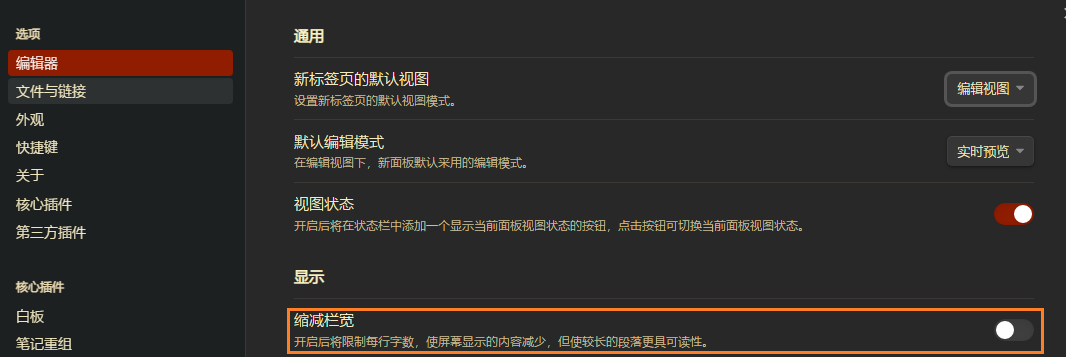 选项
编辑器
文件与链接
外观
快捷键
关于
核心插件
第三方插件
核心插件
白板
笔记重组
通用
新标签页的默认视图
设置新标签页的默认视图模式。
编辑视图
默认编辑模式
在编辑视图下，新面板默认采用的编辑模式。
实时预览
视图状态
开启后将在状态栏中添加一个显示当前面板视图状态的按钮，点击按钮可切换当前面板视图状态。
显示
缩减栏宽
开启后将限制每行字数，使屏幕显示的内容减少，但使较长的段落更具可读性。